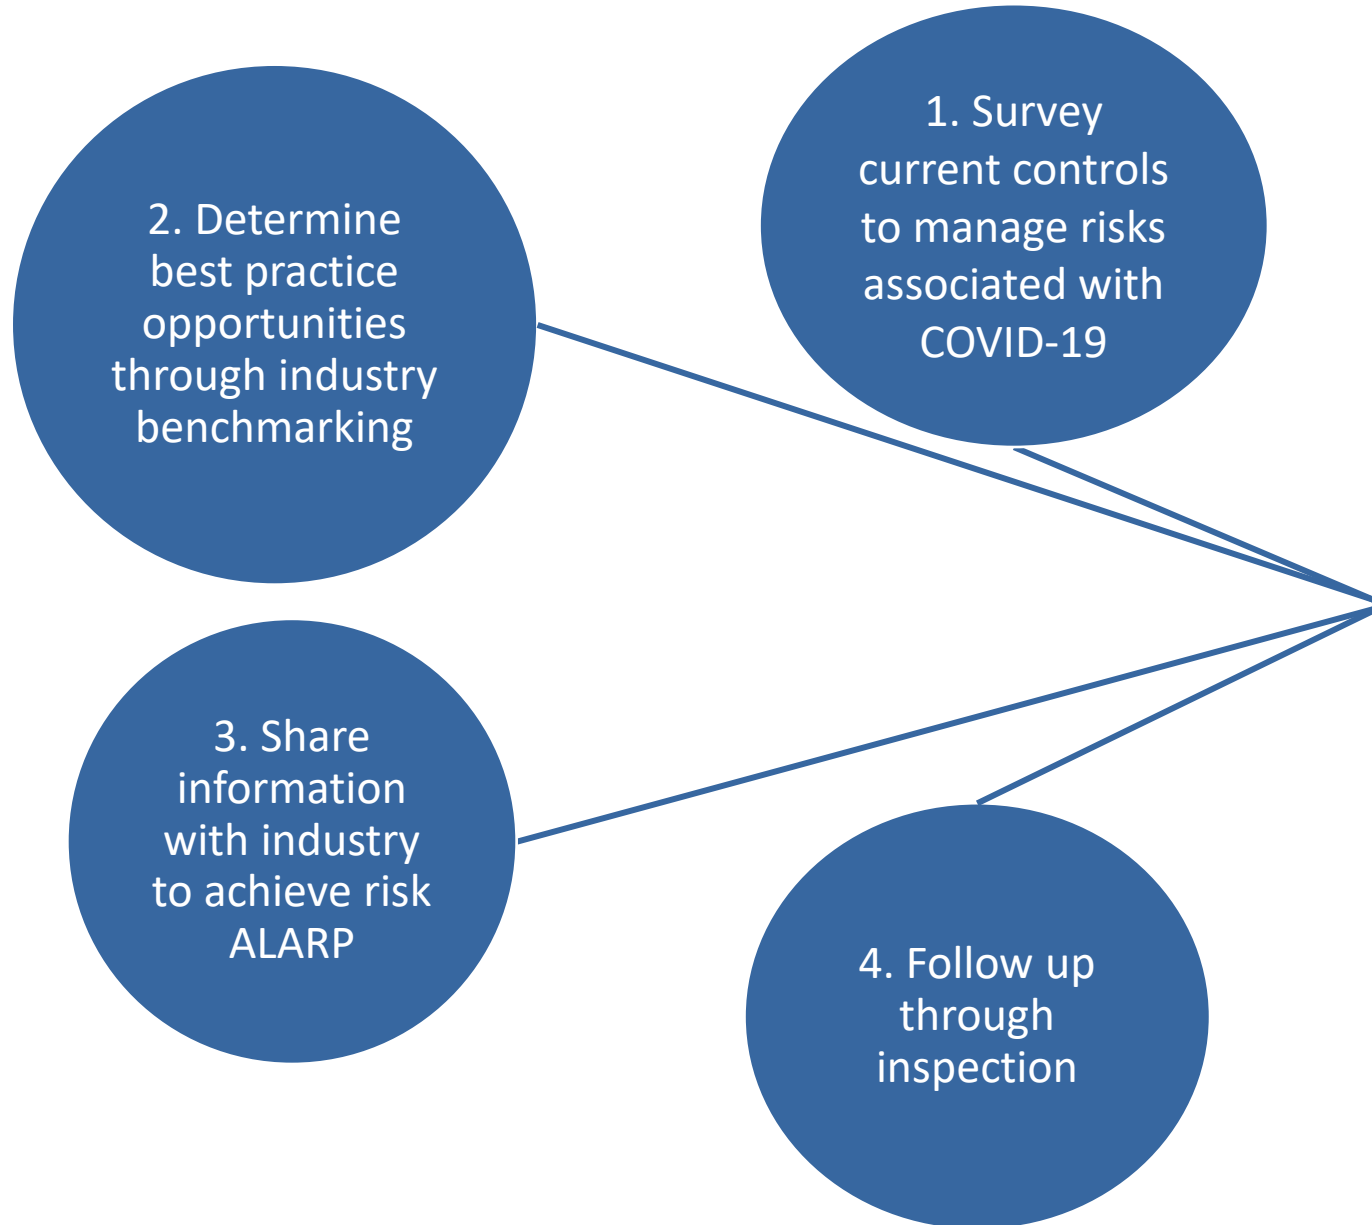 1. Survey
current controls
to manage risks
associated with
COVID-19
2. Determine
best practice
opportunities
through industry
benchmarking
3. Share
information
with industry
to achieve risk
ALARP
4. Follow up
through
inspection